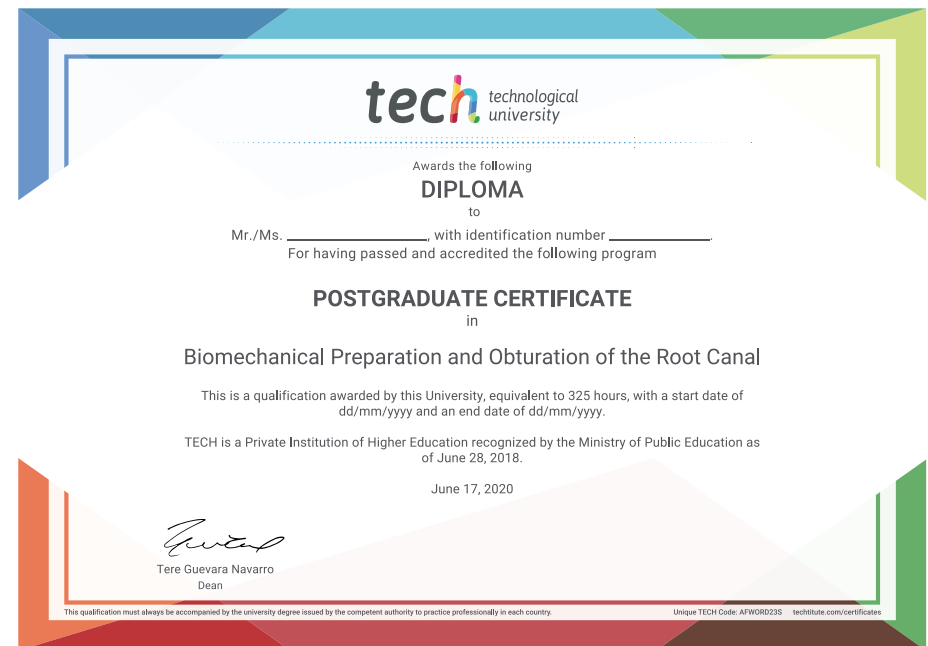 tech technological
university
Awards the following
DIPLOMA
to
Mr./Ms. ____________, with identification number ____________.
For having passed and accredited the following program
POSTGRADUATE CERTIFICATE
in
Biomechanical Preparation and Obturation of the Root Canal
This is a qualification awarded by this University, equivalent to 325 hours, with a start date of
dd/mm/yyyy and an end date of dd/mm/yyyy.
TECH is a Private Institution of Higher Education recognized by the Ministry of Public Education as
of June 28, 2018.
June 17, 2020
Tere Guevara Navarro
Dean
This qualification must always be accompanied by the university degree issued by the competent authority to practice professionally in each country.
Unique TECH Code: AFWORD23S techtitute.com/certificates